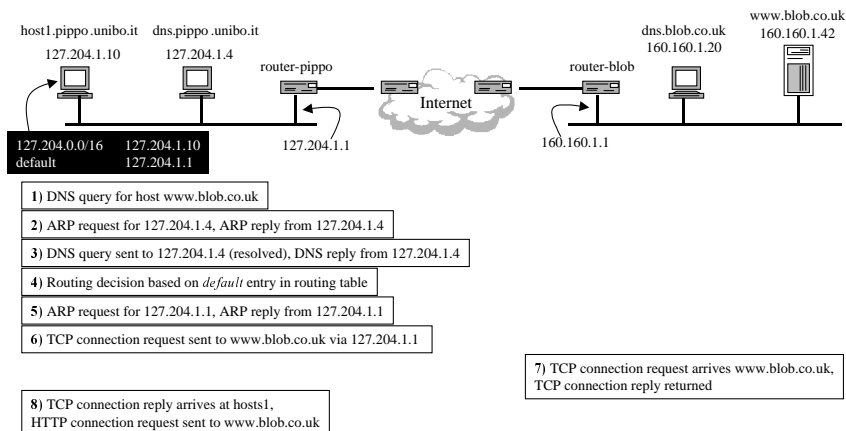 www.blob.co.uk
160.160.1.42
host1.pippo .unibo.it
127.204.1.10
dns.pippo .unibo.it
127.204.1.4
dns.blob.co.uk
160.160.1.20
router-pippo
router-blob
Internet
127.204.0.0/16 127.204.1.10
default 127.204.1.1
127.204.1.1
160.160.1.1
1) DNS query for host www.blob.co.uk
2) ARP request for 127.204.1.4, ARP reply from 127.204.1.4
3) DNS query sent to 127.204.1.4 (resolved), DNS reply from 127.204.1.4
4) Routing decision based on default entry in routing table
5) ARP request for 127.204.1.1, ARP reply from 127.204.1.1
6) TCP connection request sent to www.blob.co.uk via 127.204.1.1
7) TCP connection request arrives www.blob.co.uk,
TCP connection reply returned
8) TCP connection reply arrives at hosts1,
HTTP connection request sent to www.blob.co.uk